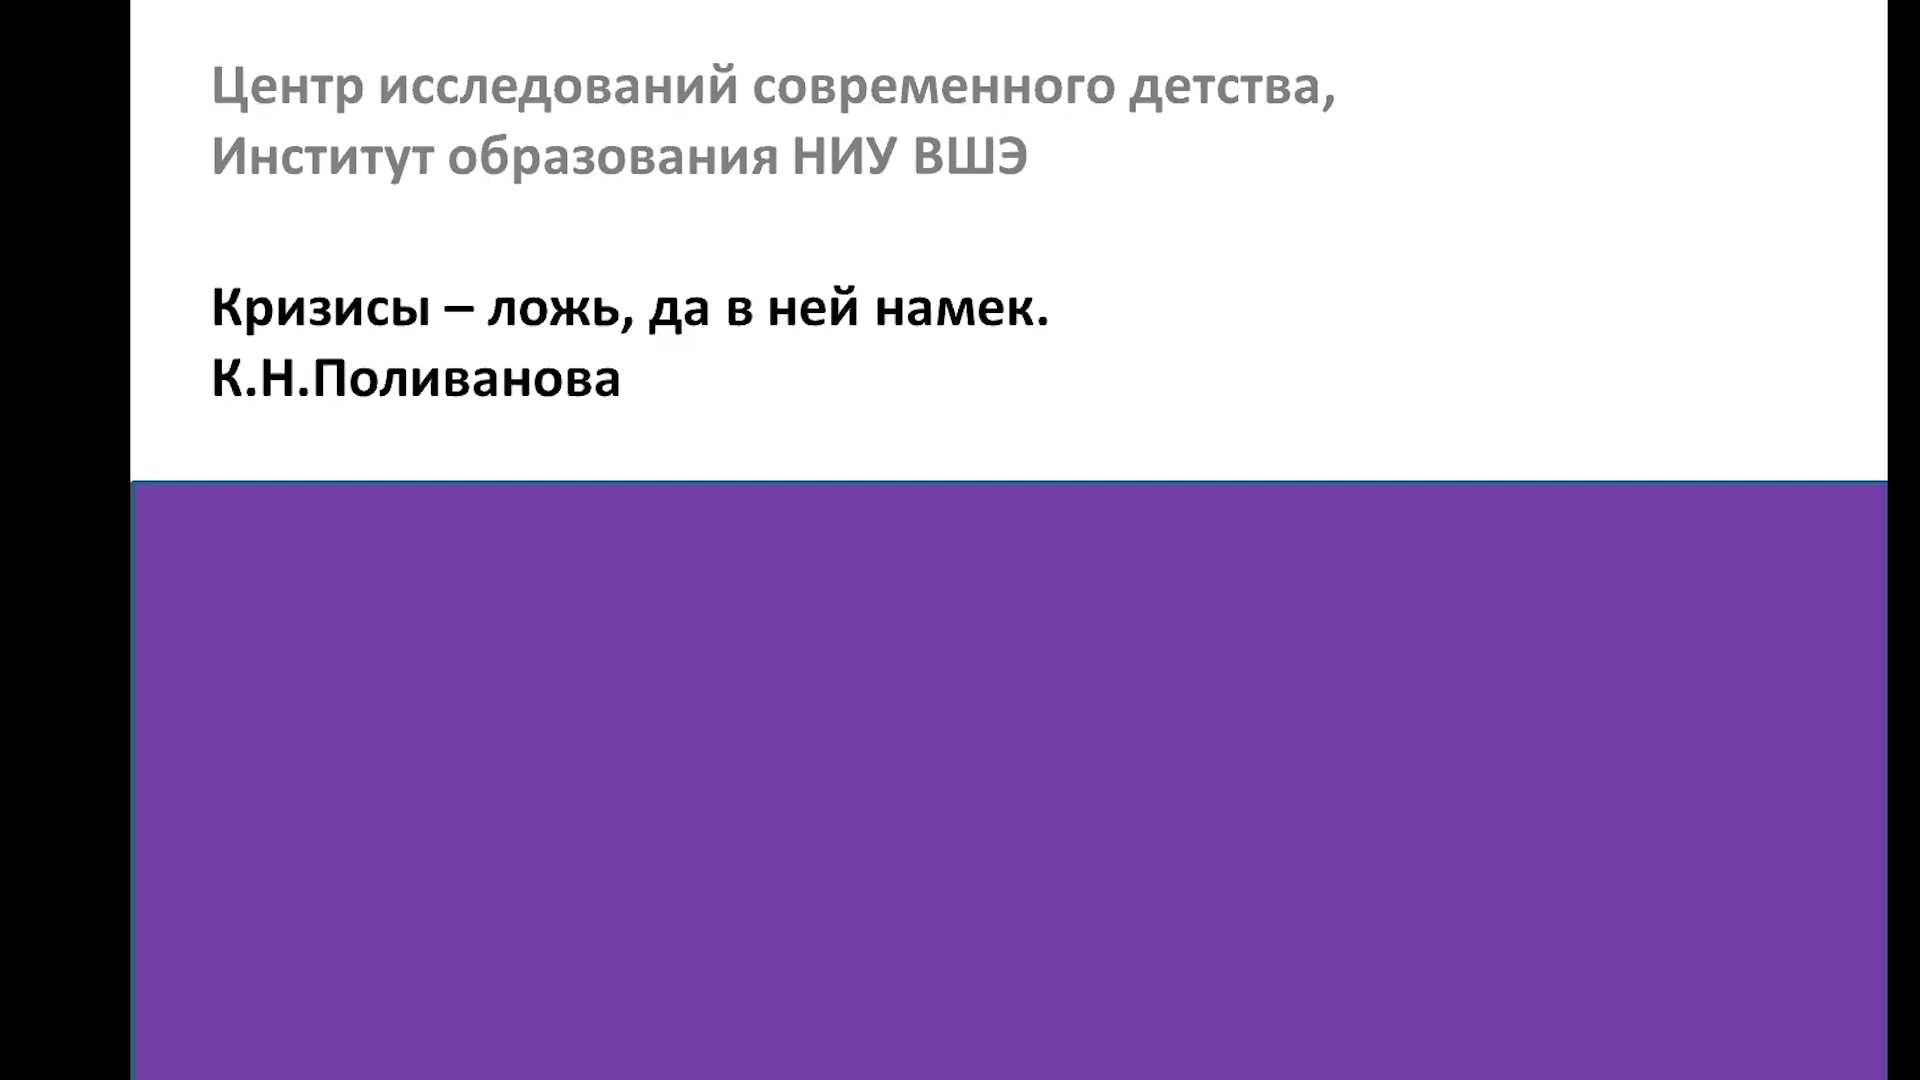 Центр исследований современного детства,
Институт образования НИУ ВШЭ
Кризисы – ложь, да в ней намек.
К.Н.Поливанова